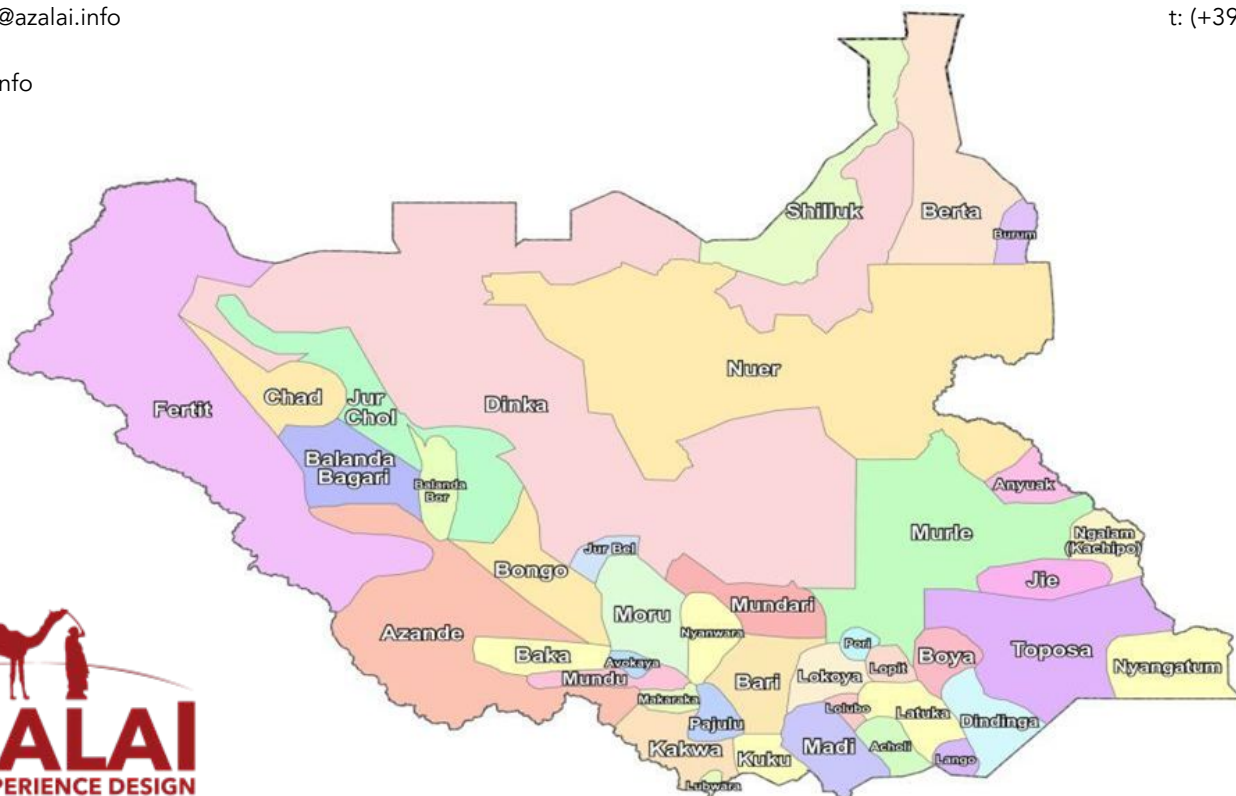 @azalai.info
t: (+39
nfo
Shilluk
Berta
Burum
Nuer
Fertit
Chad
Jur
Chol
Dinka
Balanda
Bagari
Balanda
Bor
Anyuak
Murle
Ngalam
(Kachipo)
Jur Bel
Bongo
Jie
Moru
Mundari
Azande
Nyanwara
Pori
Baka
Avokaya
Lopit
Boya
Toposa
Nyangatum
Mundu
Bari
Lokoya
Makaraka
Pajulu
Lolubo
Latuka
Dindinga
Kakwa
Kuku
Madi
Acholi
Lango
Lubwara
ALAI
PERIENCE DESIGN